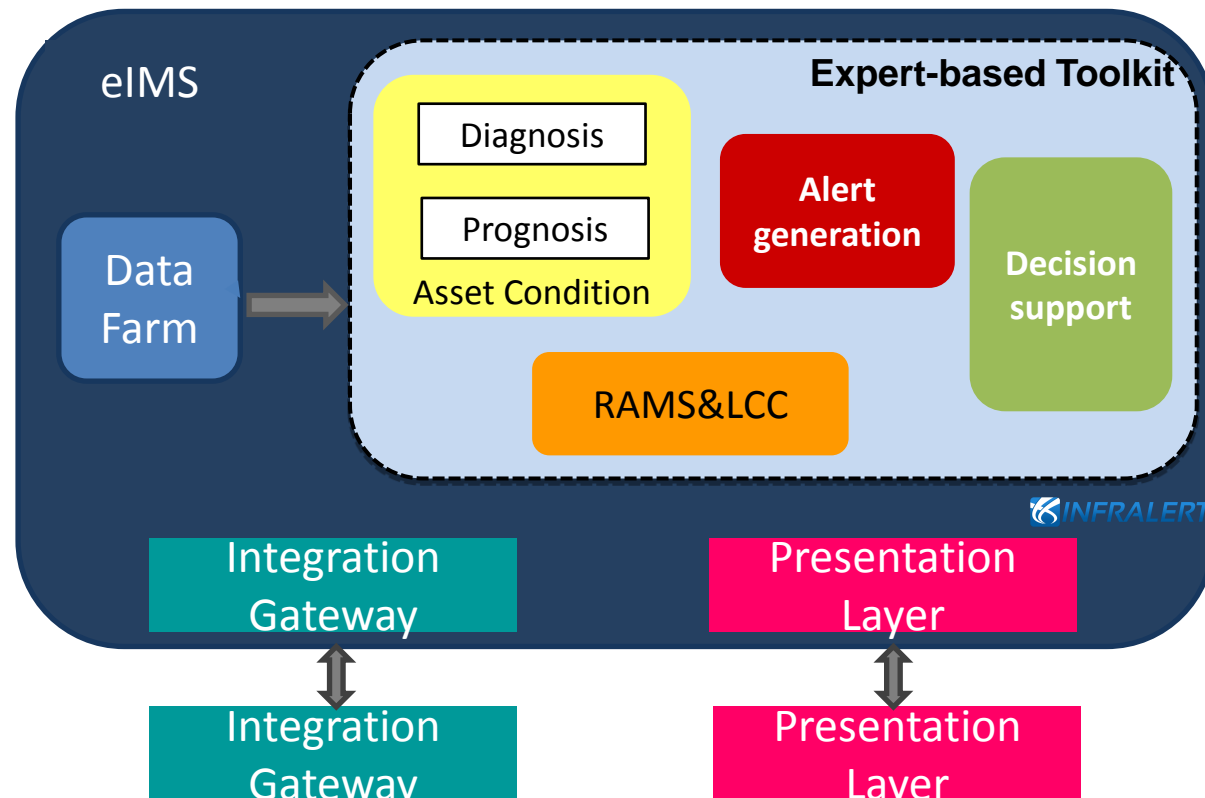 eIMS
Expert-based Toolkit
Diagnosis
Prognosis
Asset Condition
Alert
generation
Decision
support
Data
Farm
RAMS&LCC
INFRALERT
Integration
Gateway
Presentation
Layer
Integration
Gateway
Presentation
Layer